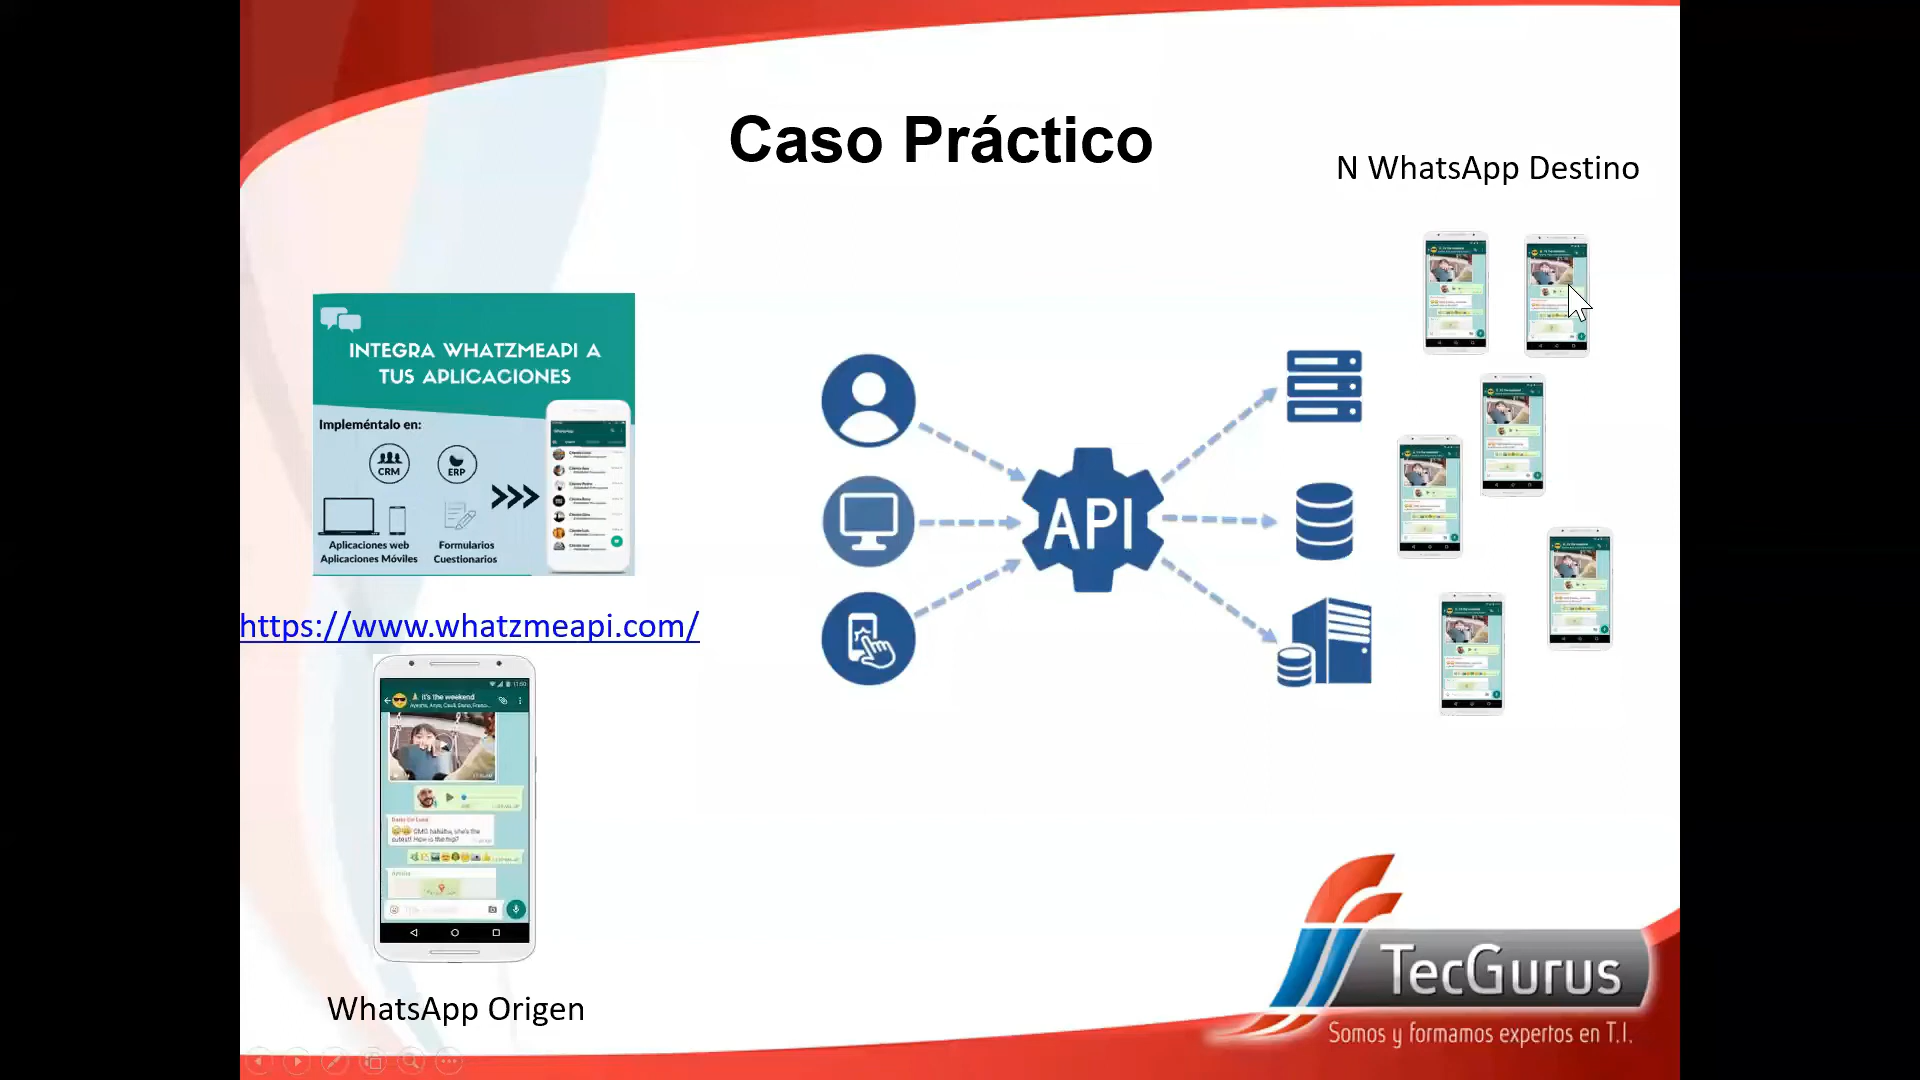 Caso Práctico
N WhatsApp Destino
INTEGRA WHATZMEAPI A
TUS APLICACIONES
Impleméntalo en:
CRM
ERP
Aplicaciones web
Aplicaciones Móviles
Formularios
Cuestionarios
https://www.whatzmeapi.com/
API
it's the weekend
WhatsApp Origen
TecGurus
Somos y formamos expertos en T.I.